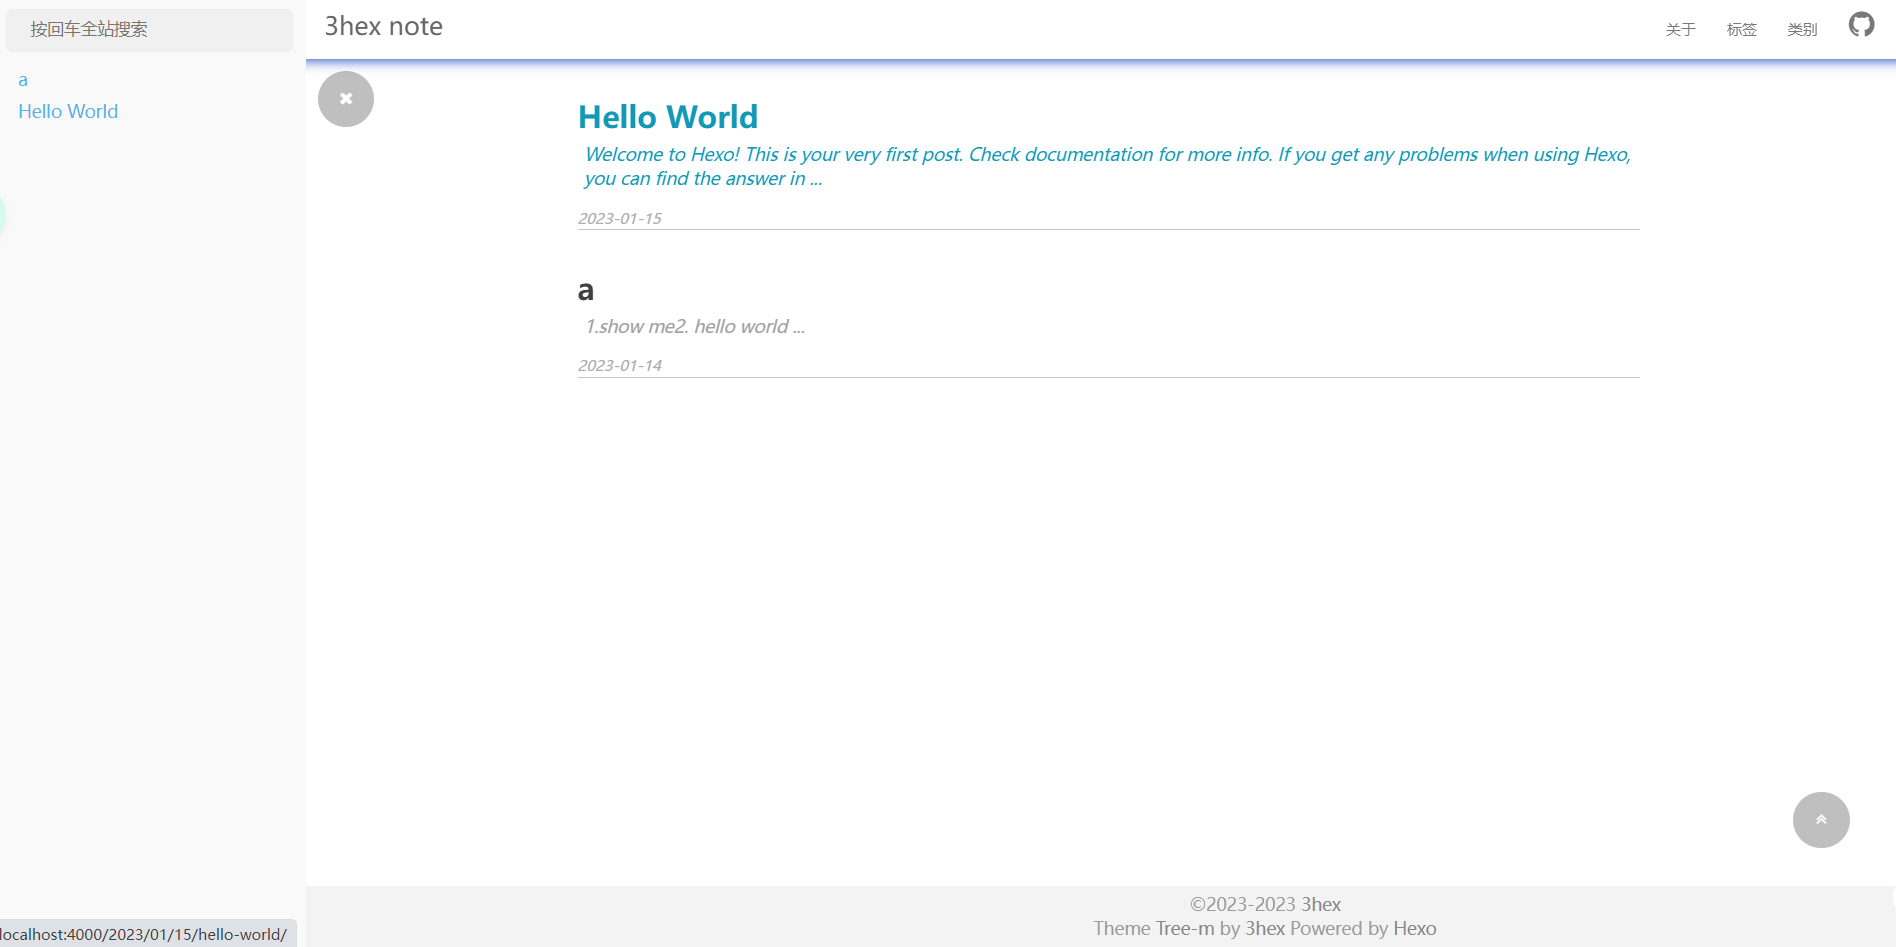 按回车全站搜索
a
Hello World
3hex note
关于
标签
类别
Hello World
Welcome to Hexo! This is your very first post. Check documentation for more info. If you get any problems when using Hexo,
you can find the answer in ...
2023-01-15
a
1.show me2. hello world ...
2023-01-14
©2023-2023 3hex
Theme Tree-m by 3hex Powered by Hexo
localhost:4000/2023/01/15/hello-world/